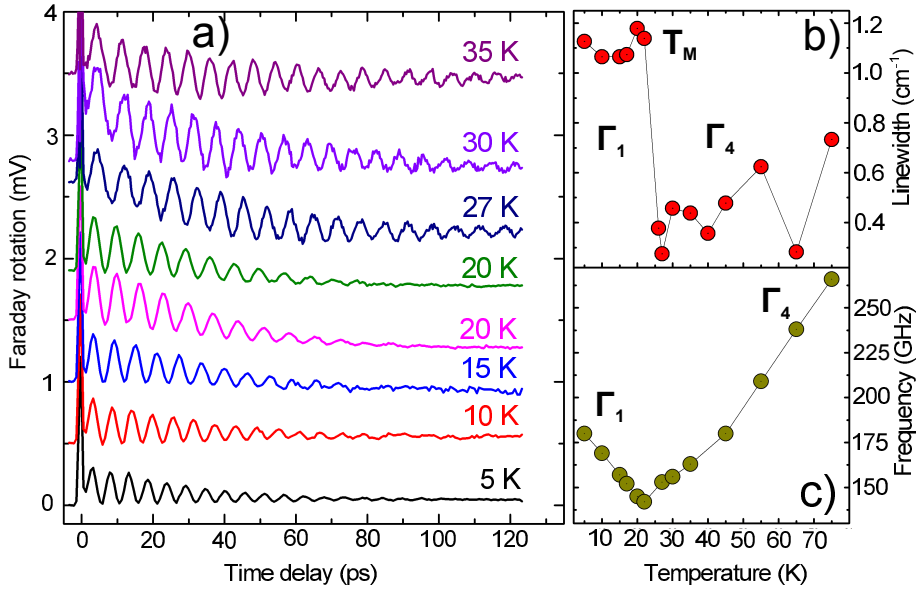 a)
4
3
2
1
0
Faraday rotation (mV)
35 K
30 K
27 K
20 K
20 K
15 K
10 K
5 K
0 20 40 60 80 100 120
Time delay (ps)
b)
T_M
Γ₁
Γ₄
1.2
1.0
0.8
0.6
0.4
Linewidth (cm⁻¹)
Γ₄
Γ₁
c)
250
225
200
175
150
Frequency (GHz)
10 20 30 40 50 60 70
Temperature (K)